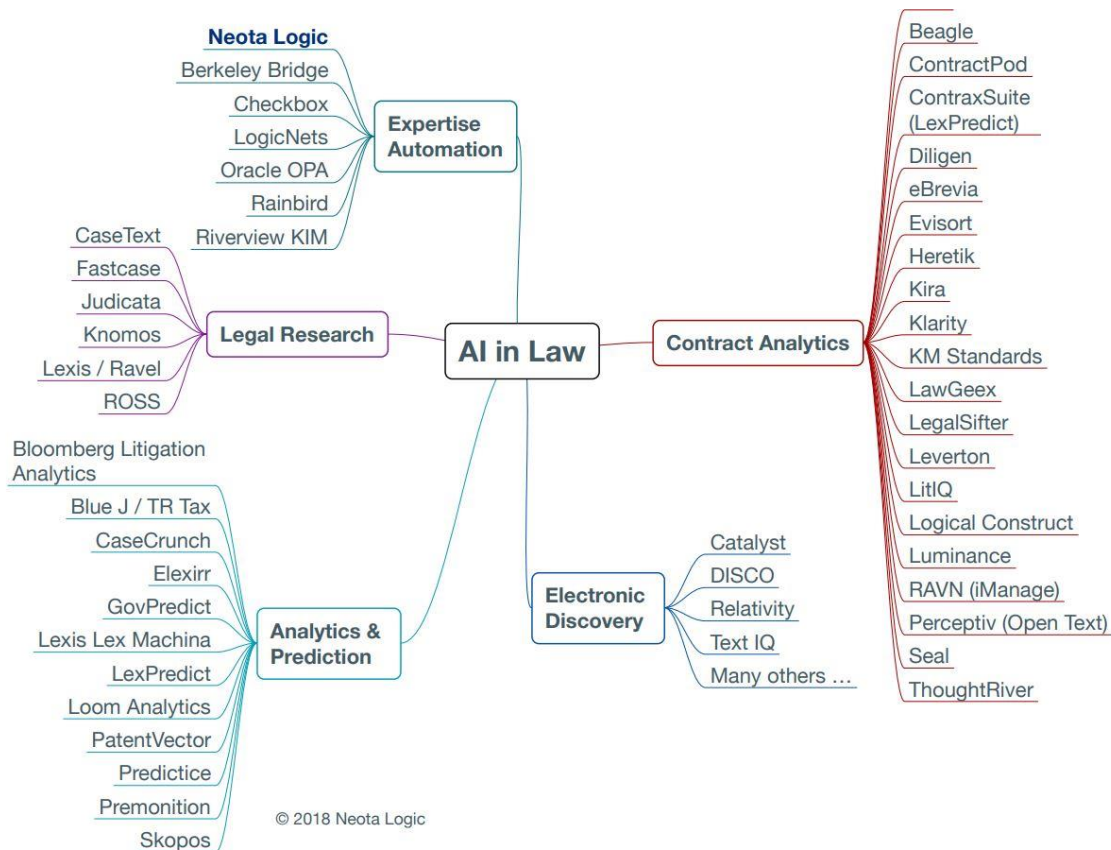 Neota Logic
Berkeley Bridge
Checkbox
LogicNets
Oracle OPA
Rainbird
Riverview KIM
Expertise
Automation
CaseText
Fastcase
Judicata
Knomos
Lexis / Ravel
ROSS
Legal Research
AI in Law
Bloomberg Litigation
Analytics
Blue J / TR Tax
CaseCrunch
Elexirr
GovPredict
Lexis Lex Machina
LexPredict
Loom Analytics
PatentVector
Predictice
Premonition
Skopos
Analytics &
Prediction
Electronic
Discovery
Catalyst
DISCO
Relativity
Text IQ
Many others …
Contract Analytics
Beagle
ContractPod
ContraxSuite
(LexPredict)
Diligen
eBrevia
Evisort
Heretik
Kira
Klarity
KM Standards
LawGeex
LegalSifter
Leverton
LitIQ
Logical Construct
Luminance
RAVN (iManage)
Perceptiv (Open Text)
Seal
ThoughtRiver
© 2018 Neota Logic